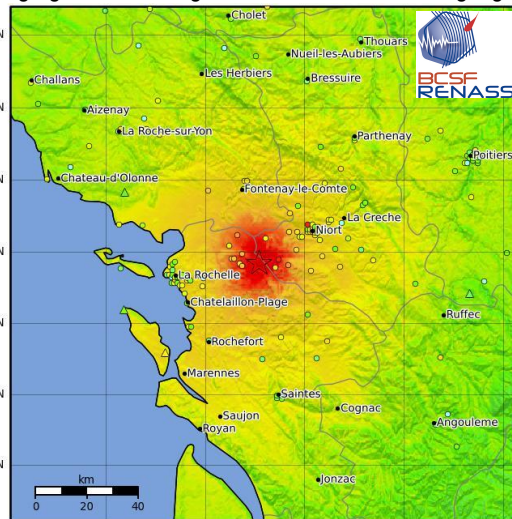 Cholet
Thouars
Nueil-les-Aubiers
BCSF
RENASS
Challans
Les Herbiers
Bressuire
Aizenay
La Roche-sur-Yon
Parthenay
Poitiers
Chateau-d'Olonne
Fontenay-le-Comte
La Creche
Niort
La Rochelle
Chatelaillon-Plage
Ruffec
Rochefort
Marennes
Saintes
Cognac
Saujon
Royan
Angouleme
Jonzac
km
0 20 40